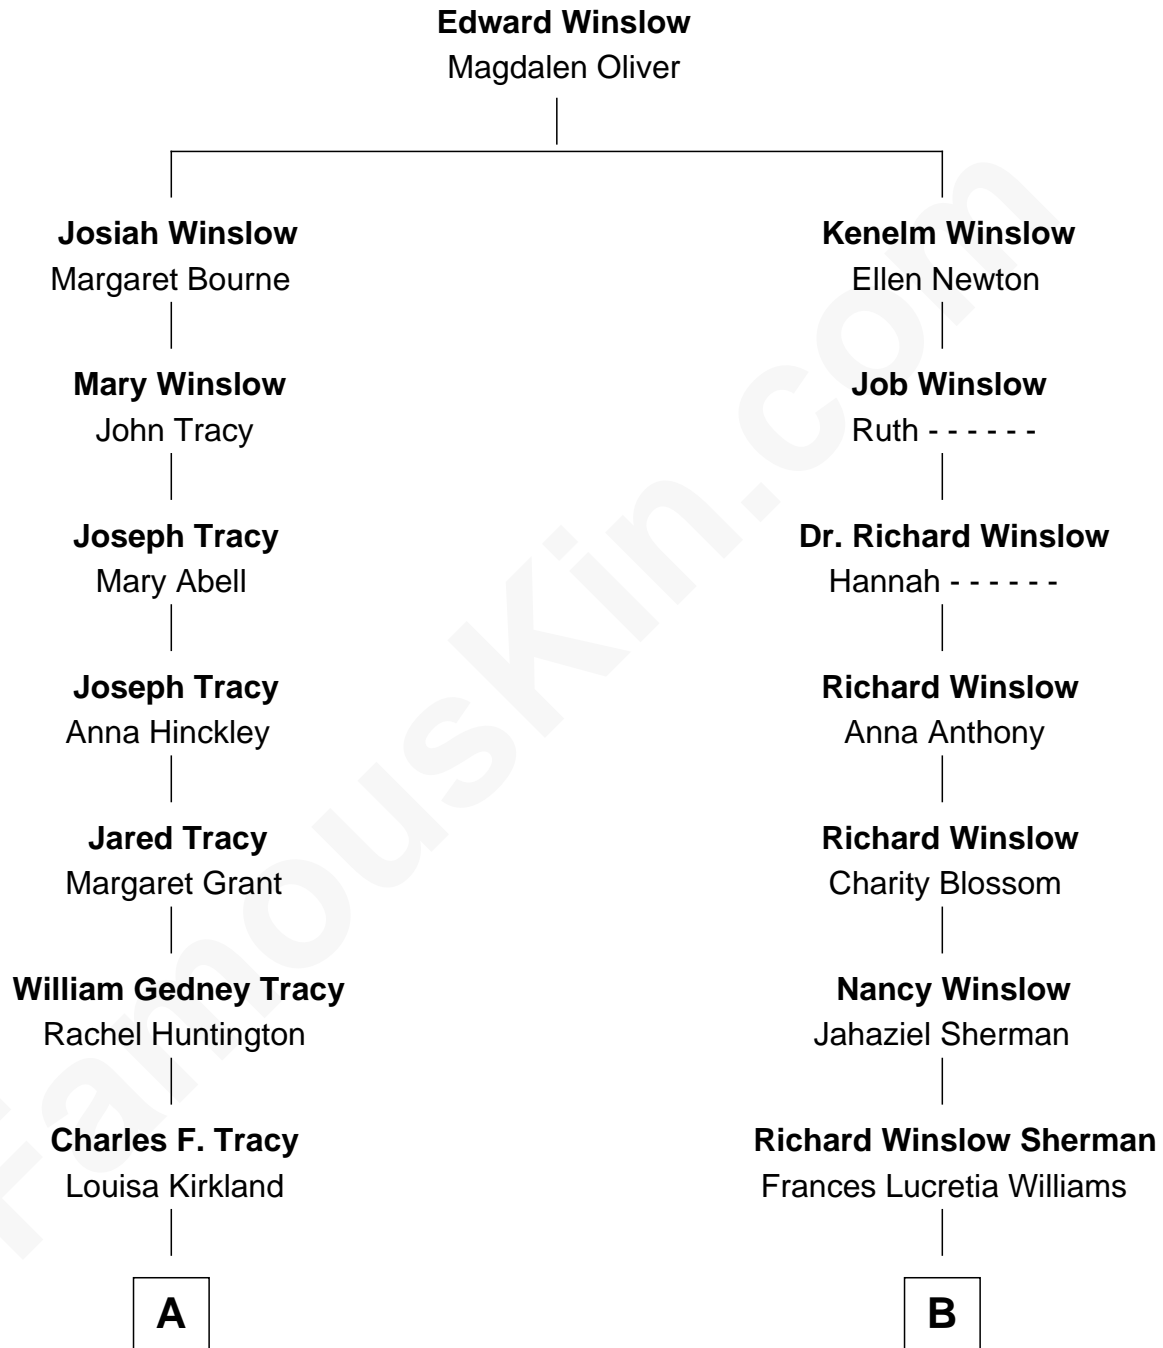 Edward Winslow
Magdalen Oliver
Josiah Winslow
Margaret Bourne
Kenelm Winslow
Ellen Newton
Mary Winslow
John Tracy
Job Winslow
Ruth - - - - - -
Joseph Tracy
Mary Abell
Dr. Richard Winslow
Hannah - - - - - -
Joseph Tracy
Anna Hinckley
Richard Winslow
Anna Anthony
Jared Tracy
Margaret Grant
Richard Winslow
Charity Blossom
William Gedney Tracy
Rachel Huntington
Nancy Winslow
Jahaziel Sherman
Charles F. Tracy
Louisa Kirkland
Richard Winslow Sherman
Frances Lucretia Williams
A
B
FamousKin.com